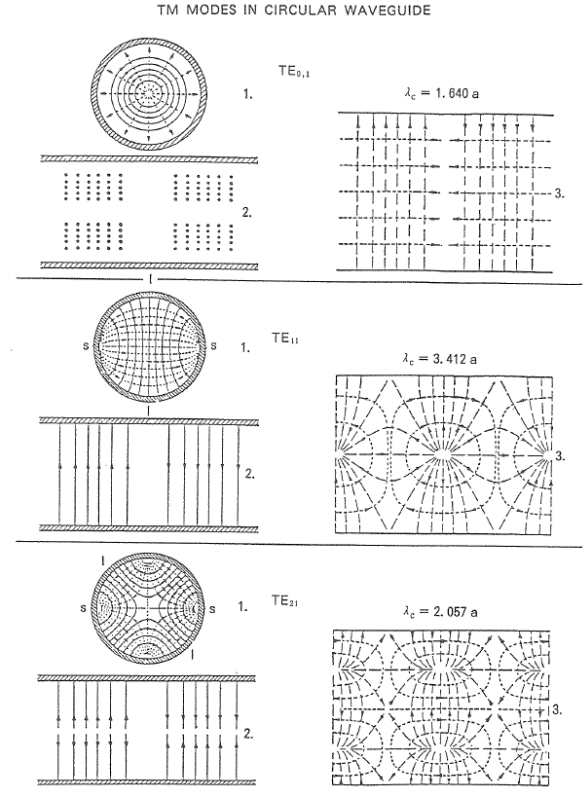 TM MODES IN CIRCULAR WAVEGUIDE
TE₀,₁
1.
λc = 1.640 a
2.
3.
l
TE₁₁
s s 1.
λc = 3.412 a
l
2.
3.
l
TE₂₁
s s 1.
λc = 2.057 a
l
2.
3.